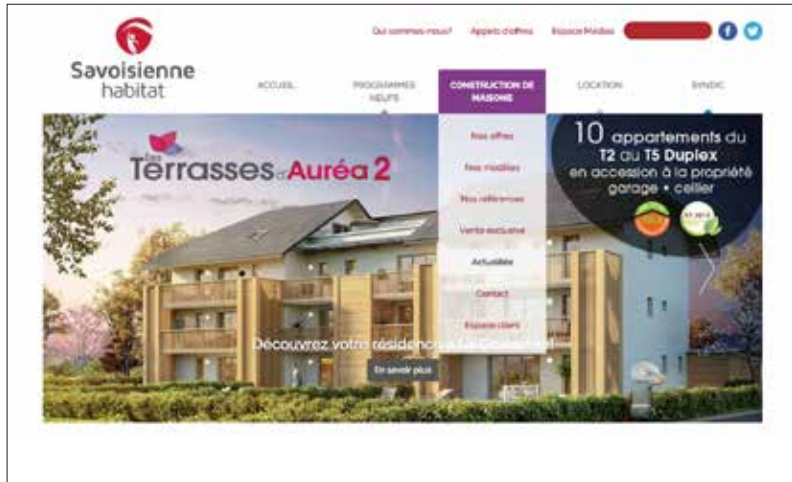 Qui sommes-nous? Appels d'offres Espace Médias
Savoisienne
habitat
ACCUEIL
PROGRAMMES
NEUFS
CONSTRUCTION DE
MAISONS
LOCATION
SYNDIC
Les
Terrasses d'Auréa 2
Nos offres
Nos modèles
Nos références
Vente exclusive
Actualités
Contact
Espace client
10 appartements du
T2 au T5 Duplex
en accession à la propriété
garage • cellier
Découvrez votre résidence
En savoir plus